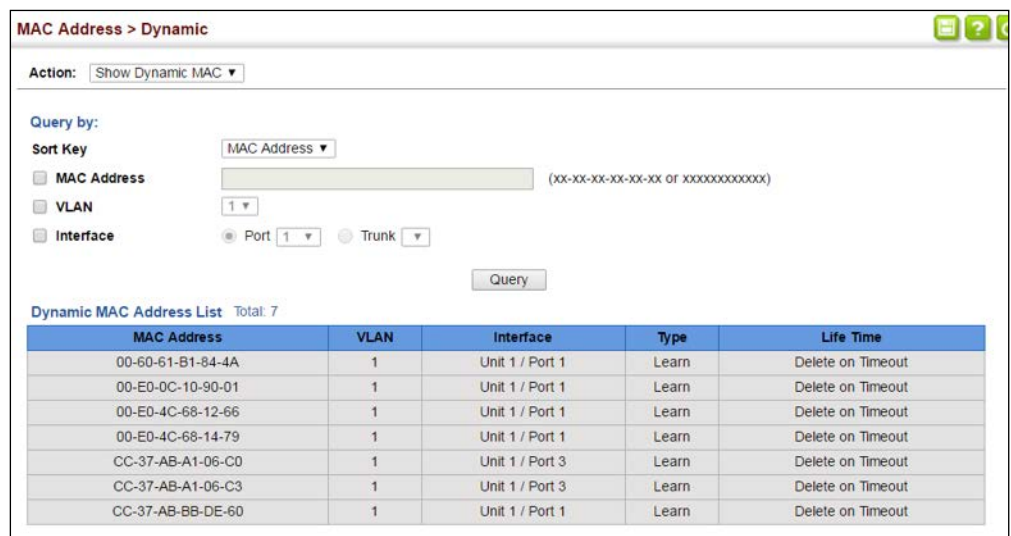 MAC Address > Dynamic
?
Action: Show Dynamic MAC
Query by:
Sort Key MAC Address
MAC Address (xx-xx-xx-xx-xx-xx or xxxxxxxxxxxx)
VLAN 1
Interface Port 1 Trunk
Query
Dynamic MAC Address List Total: 7
MAC Address VLAN Interface Type Life Time
00-60-61-B1-84-4A 1 Unit 1 / Port 1 Learn Delete on Timeout
00-E0-0C-10-90-01 1 Unit 1 / Port 1 Learn Delete on Timeout
00-E0-4C-68-12-66 1 Unit 1 / Port 1 Learn Delete on Timeout
00-E0-4C-68-14-79 1 Unit 1 / Port 1 Learn Delete on Timeout
CC-37-AB-A1-06-C0 1 Unit 1 / Port 3 Learn Delete on Timeout
CC-37-AB-A1-06-C3 1 Unit 1 / Port 3 Learn Delete on Timeout
CC-37-AB-BB-DE-60 1 Unit 1 / Port 1 Learn Delete on Timeout